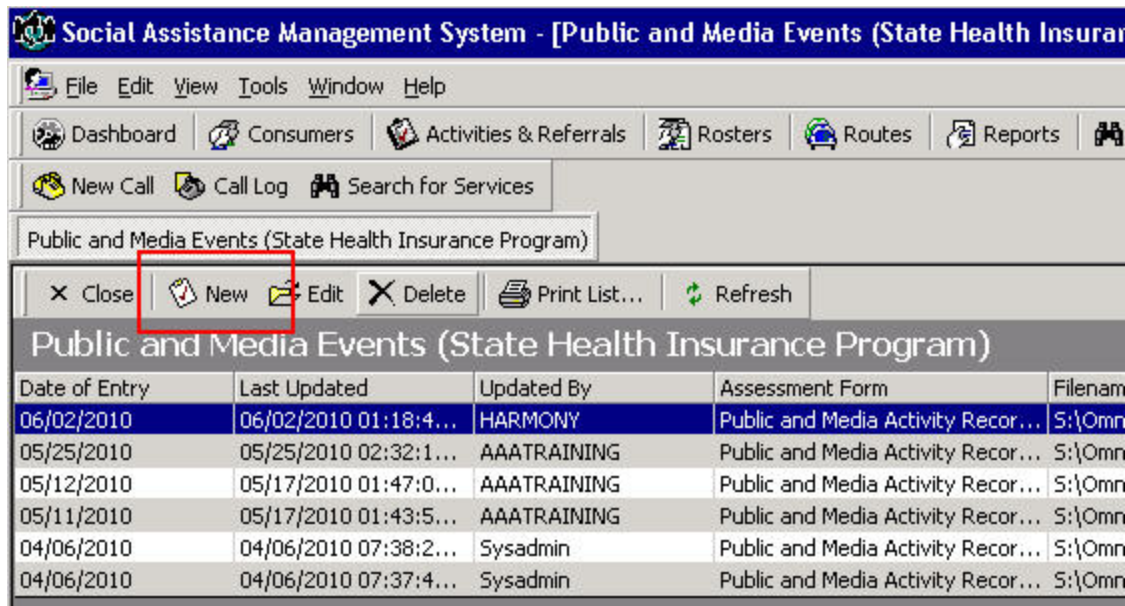 Social Assistance Management System - [Public and Media Events (State Health Insuran
File Edit View Tools Window Help
Dashboard Consumers Activities & Referrals Rosters Routes Reports
New Call Call Log Search for Services
Public and Media Events (State Health Insurance Program)
Close New Edit Delete Print List... Refresh
Public and Media Events (State Health Insurance Program)
Date of Entry Last Updated Updated By Assessment Form Filenam
06/02/2010 06/02/2010 01:18:4... HARMONY Public and Media Activity Recor... S:\Omn
05/25/2010 05/25/2010 02:32:1... AAATRAINING Public and Media Activity Recor... S:\Omn
05/12/2010 05/17/2010 01:47:0... AAATRAINING Public and Media Activity Recor... S:\Omn
05/11/2010 05/17/2010 01:43:5... AAATRAINING Public and Media Activity Recor... S:\Omn
04/06/2010 04/06/2010 07:38:2... Sysadmin Public and Media Activity Recor... S:\Omn
04/06/2010 04/06/2010 07:37:4... Sysadmin Public and Media Activity Recor... S:\Omn